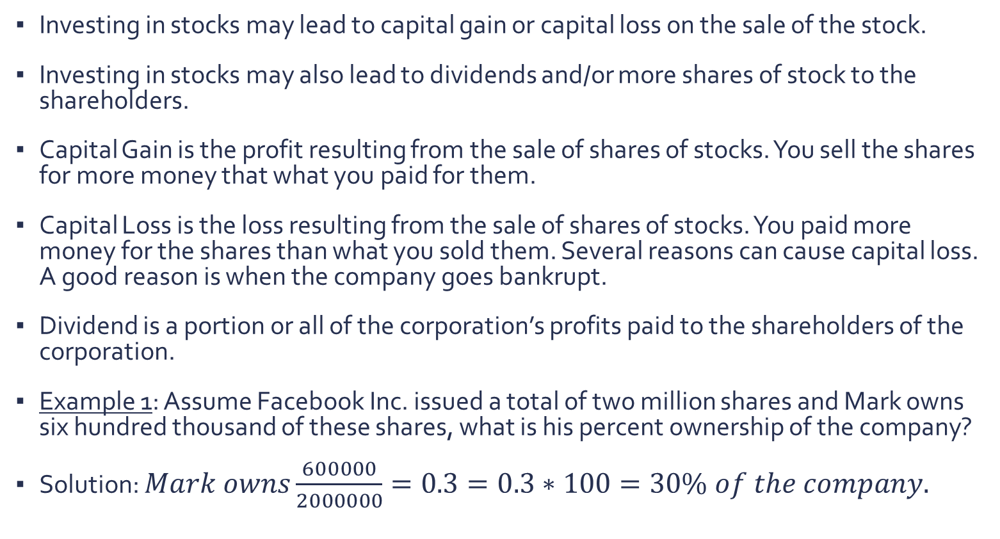 ▪ Investing in stocks may lead to capital gain or capital loss on the sale of the stock.
▪ Investing in stocks may also lead to dividends and/or more shares of stock to the
shareholders.
▪ Capital Gain is the profit resulting from the sale of shares of stocks. You sell the shares
for more money that what you paid for them.
▪ Capital Loss is the loss resulting from the sale of shares of stocks. You paid more
money for the shares than what you sold them. Several reasons can cause capital loss.
A good reason is when the company goes bankrupt.
▪ Dividend is a portion or all of the corporation’s profits paid to the shareholders of the
corporation.
▪ Example 1: Assume Facebook Inc. issued a total of two million shares and Mark owns
six hundred thousand of these shares, what is his percent ownership of the company?
▪ Solution: Mark owns 600000/2000000 = 0.3 = 0.3 ∗ 100 = 30% of the company.